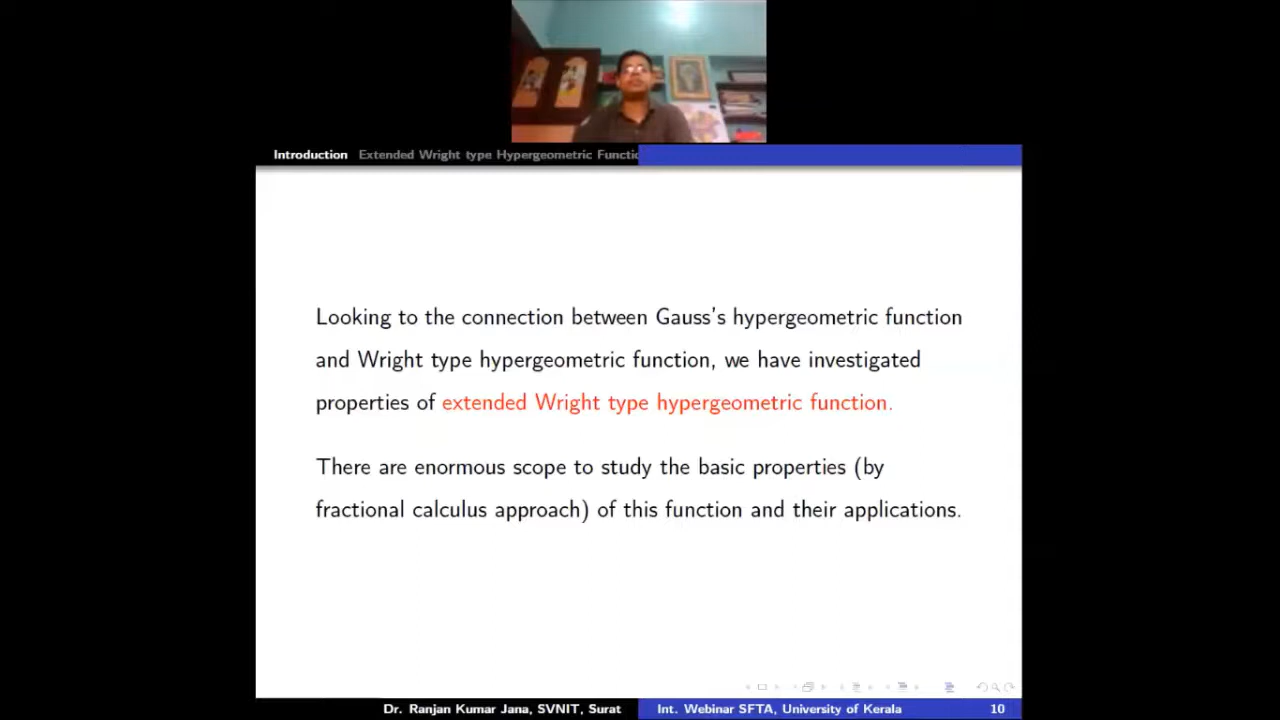 Introduction Extended Wright type Hypergeometric Functio
Looking to the connection between Gauss's hypergeometric function
and Wright type hypergeometric function, we have investigated
properties of extended Wright type hypergeometric function.
There are enormous scope to study the basic properties (by
fractional calculus approach) of this function and their applications.
Dr. Ranjan Kumar Jana, SVNIT, Surat Int. Webinar SFTA, University of Kerala 10